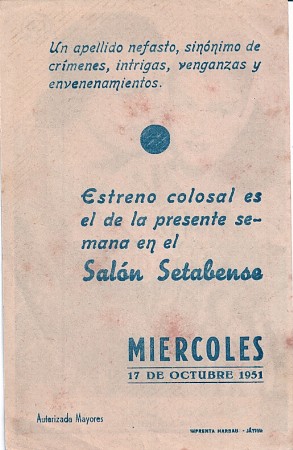 Un apellido nefasto, sinónimo de
crímenes, intrigas, venganzas y
envenenamientos.
Estreno colosal es
el de la presente se-
mana en el
Salón Setabense
MIERCOLES
17 DE OCTUBRE 1951
Autorizado Mayores
IMPRENTA MARBAU - JÁTIVA